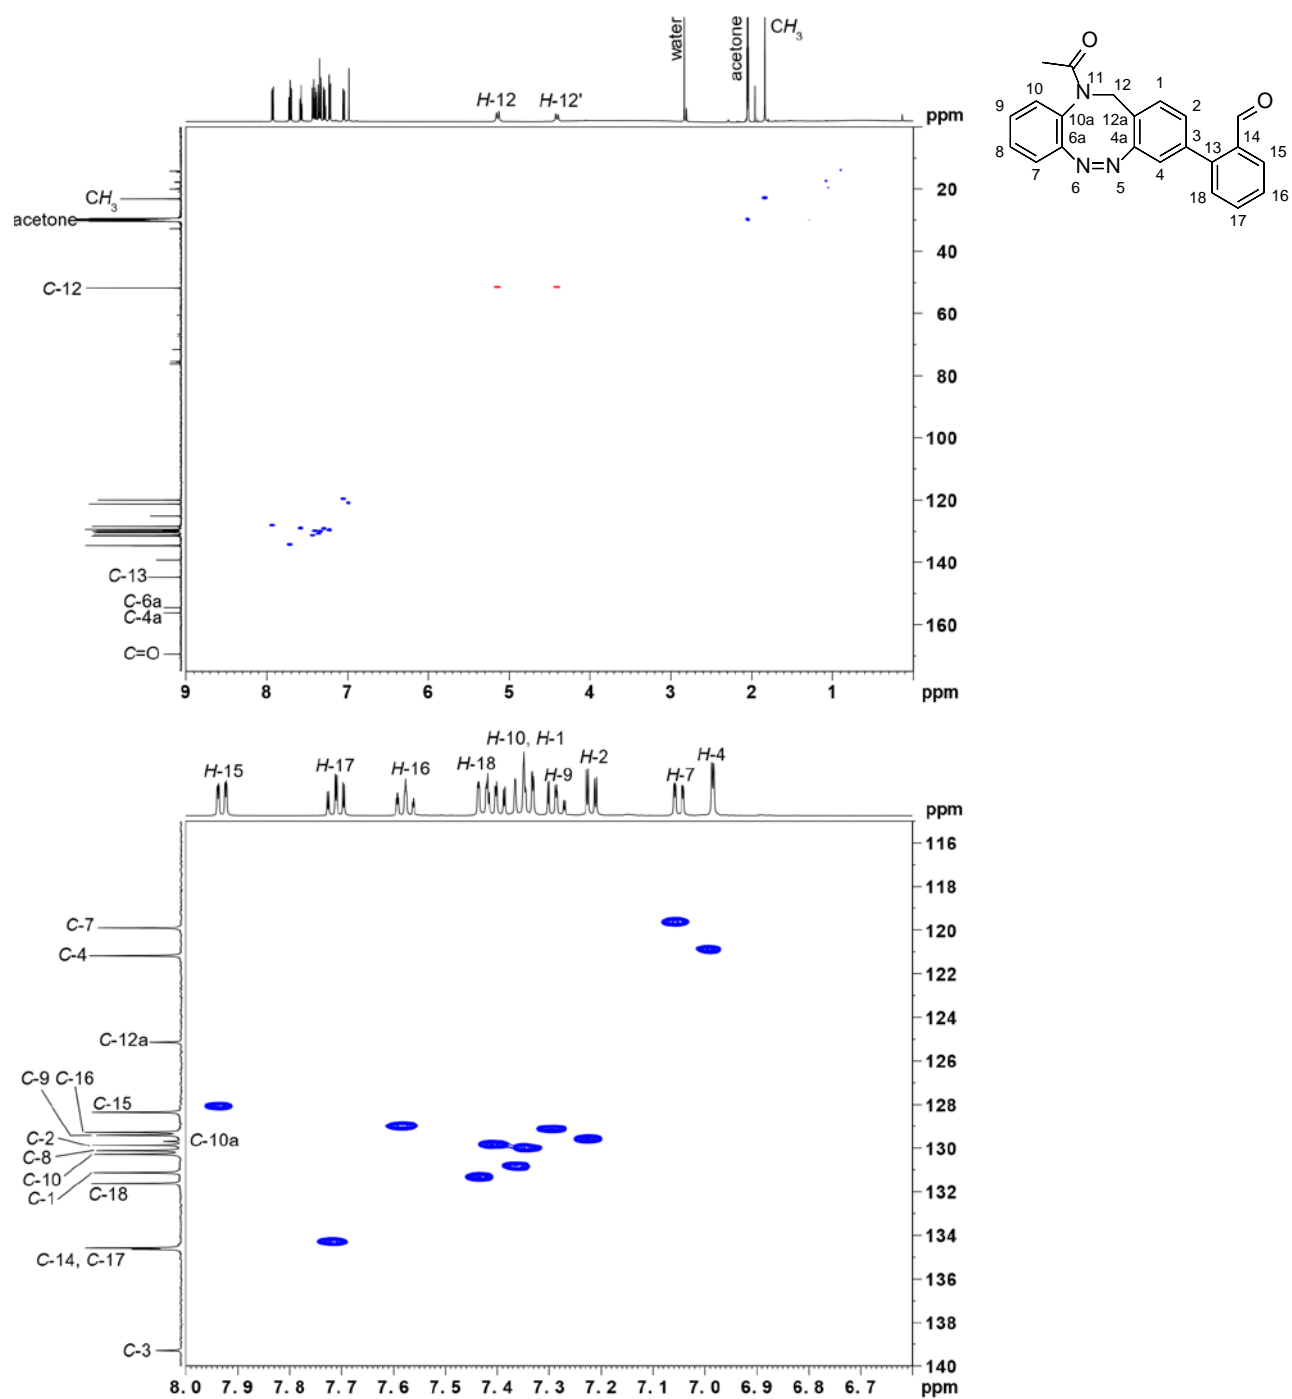 water
acetone
CH3
H-12
H-12'
ppm
CH3
acetone
C-12
C-13
C-6a
C-4a
C=O
20
40
60
80
100
120
140
160
9 8 7 6 5 4 3 2 1 ppm
O
N
11
12
1
2
O
10
9
10a
12a
3
14
15
8
6a
4a
13
7
N=N
6
5
4
18
16
17
H-15
H-17
H-16
H-18
H-10, H-1
H-9
H-2
H-7
H-4
ppm
C-7
C-4
C-12a
C-9 C-16
C-15
C-2
C-10a
C-8
C-10
C-1
C-18
C-14, C-17
C-3
116
118
120
122
124
126
128
130
132
134
136
138
140
8.0 7.9 7.8 7.7 7.6 7.5 7.4 7.3 7.2 7.1 7.0 6.9 6.8 6.7 ppm